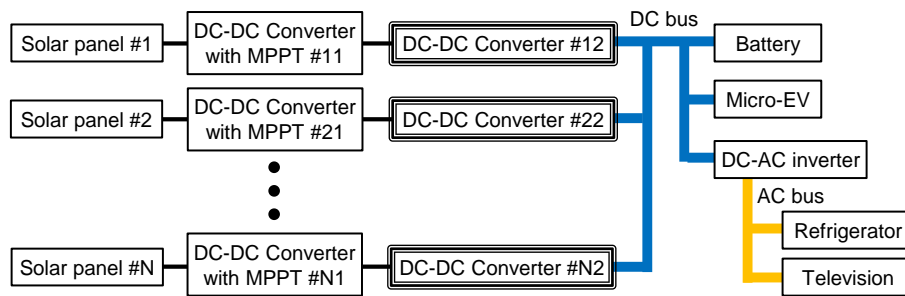 Solar panel #1
DC-DC Converter
with MPPT #11
DC-DC Converter #12
DC bus
Battery
Solar panel #2
DC-DC Converter
with MPPT #21
DC-DC Converter #22
Micro-EV
DC-AC inverter
AC bus
Refrigerator
Solar panel #N
DC-DC Converter
with MPPT #N1
DC-DC Converter #N2
Television